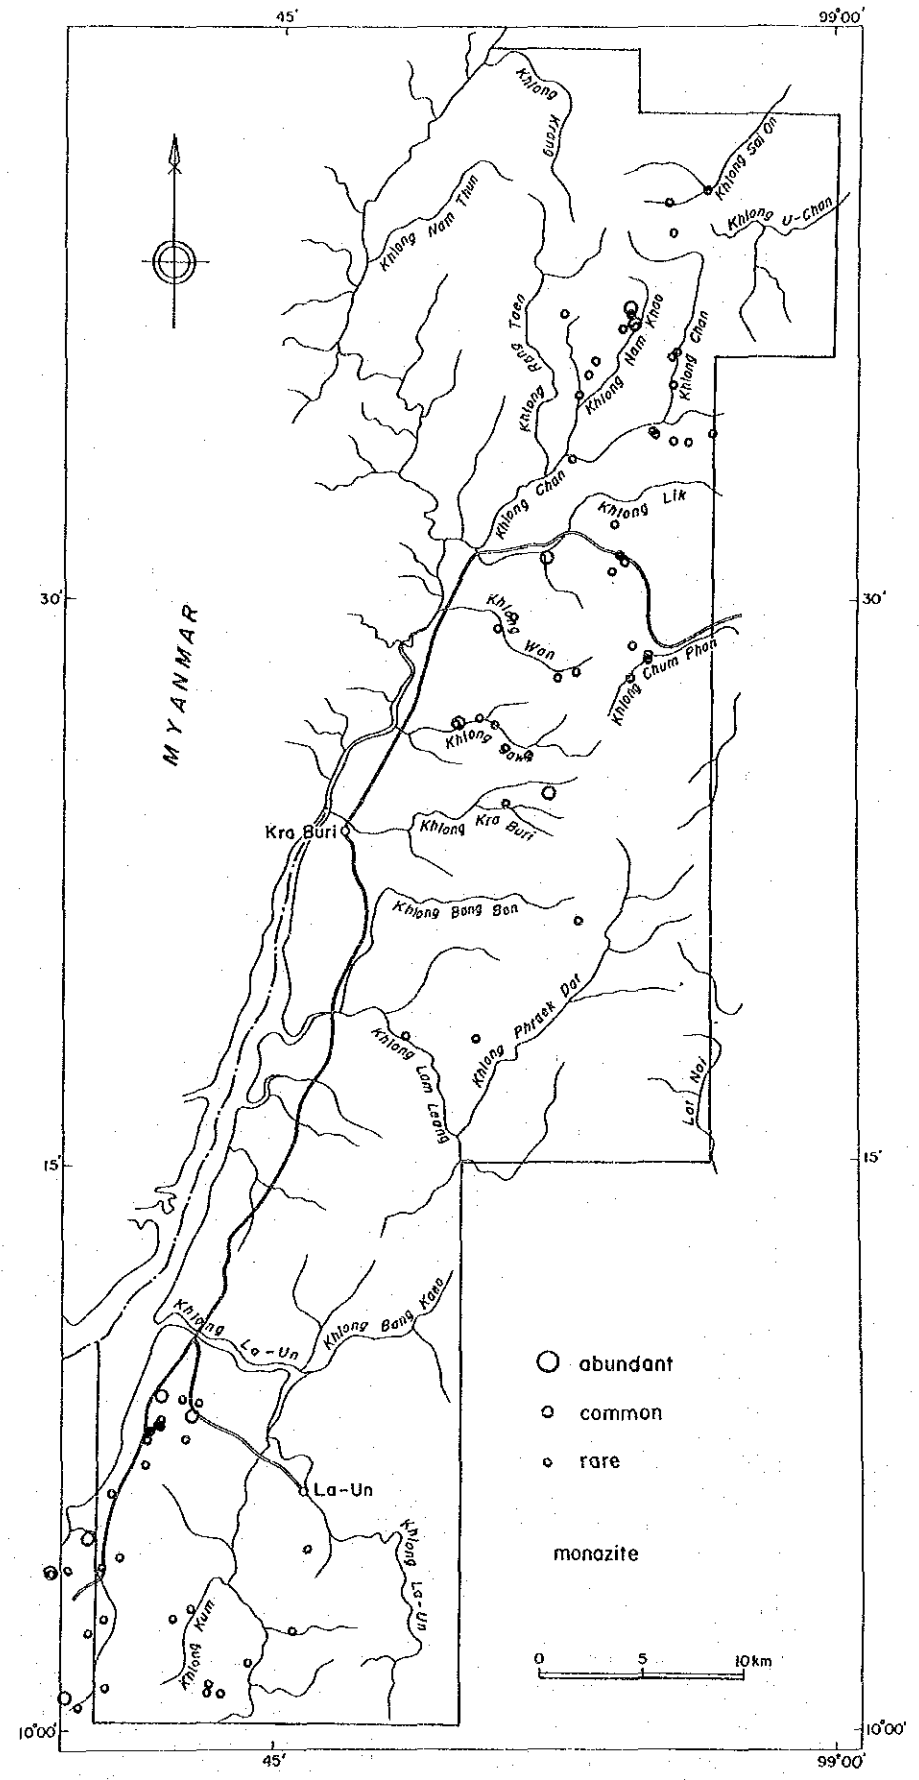 45'
99°00'
Khlong
Krang
Khlong Sai On
Khlong Nam Thun
Khlong U-Chan
Khlong Rang Taen
Khlong Nam Khao
Khlong Chan
Khlong Chan
Khlong Lik
30'
30'
Khlong
Wan
MYANMAR
Khlong Chum Phon
Khlong
Kra Buri
Khlong Kra Buri
Khlong Bang Bon
Khlong Phraek Dat
Khlong Lam Leang
Lat Nai
15'
15'
Khlong La-Un
Khlong Bang Kaeo
abundant
common
rare
La-Un
Khlong La-Un
monazite
Khlong Kum
0 5 10km
10°00'
10°00'
45'
99°00'